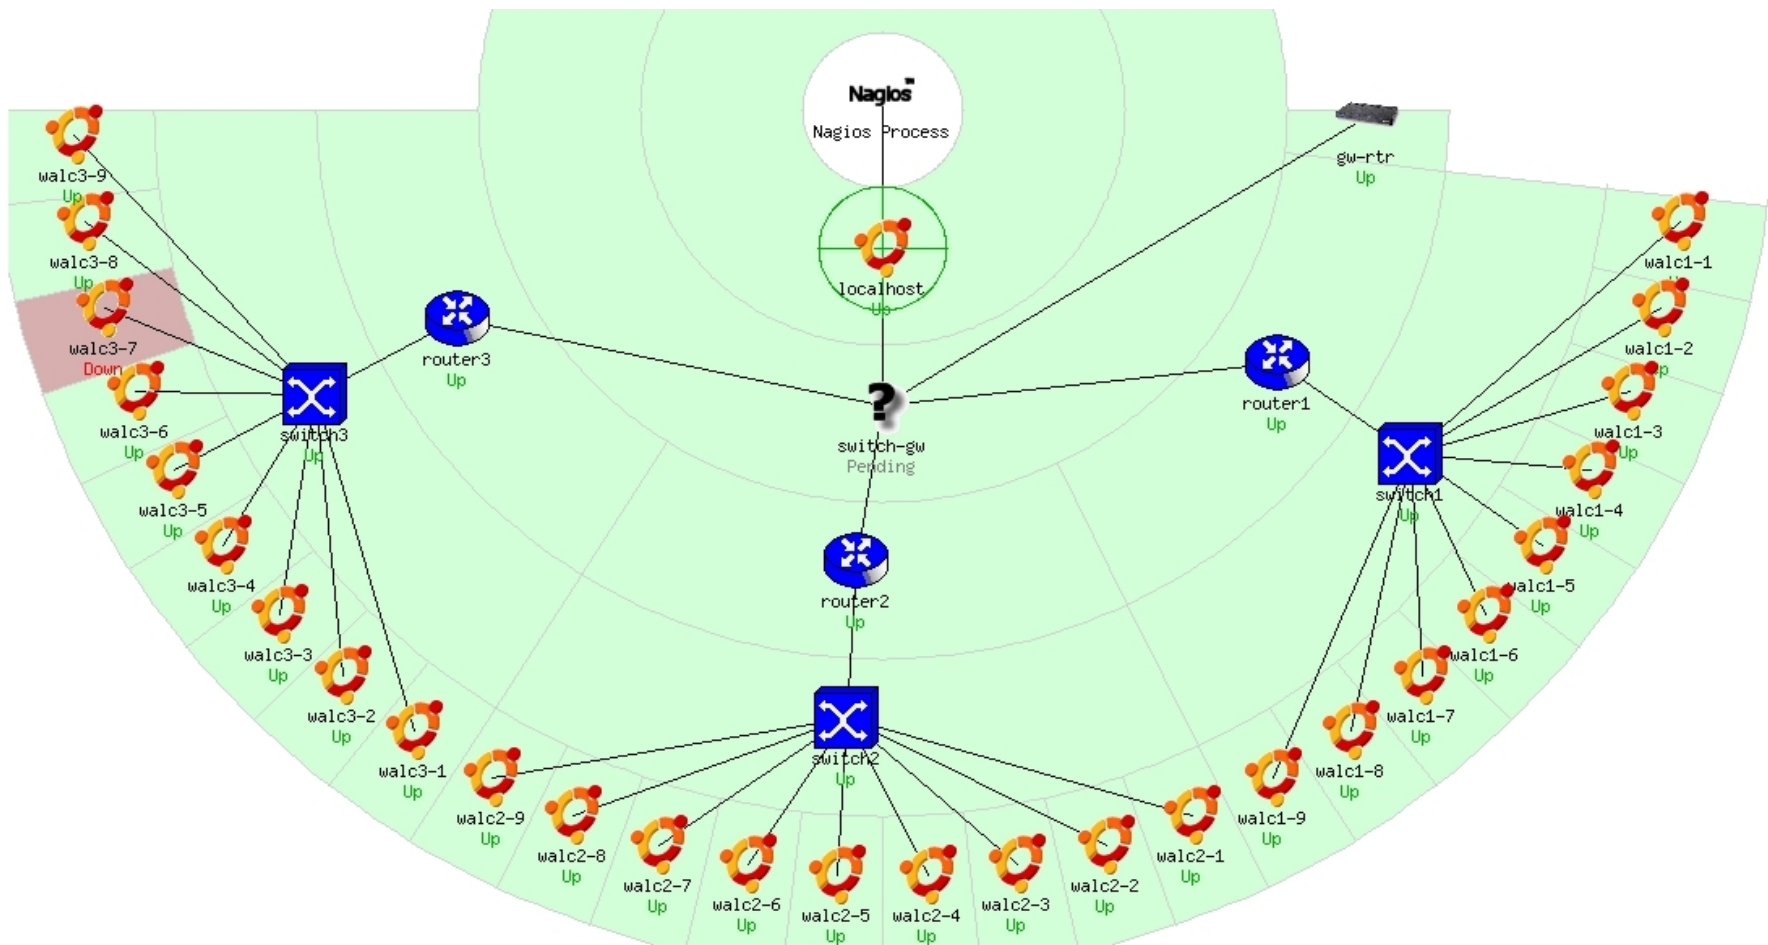 Nagios™
Nagios Process
gw-rtr
Up
localhost
Up
walc3-9
Up
walc3-8
Up
walc3-7
Down
walc3-6
Up
walc3-5
Up
walc3-4
Up
walc3-3
Up
walc3-2
Up
walc3-1
Up
router3
Up
switch3
Up
switch-gw
Pending
router2
Up
switch2
Up
walc2-9
Up
walc2-8
Up
walc2-7
Up
walc2-6
Up
walc2-5
Up
walc2-4
Up
walc2-3
Up
walc2-2
Up
walc2-1
Up
router1
Up
switch1
Up
walc1-1
Up
walc1-2
Up
walc1-3
Up
walc1-4
Up
walc1-5
Up
walc1-6
Up
walc1-7
Up
walc1-8
Up
walc1-9
Up